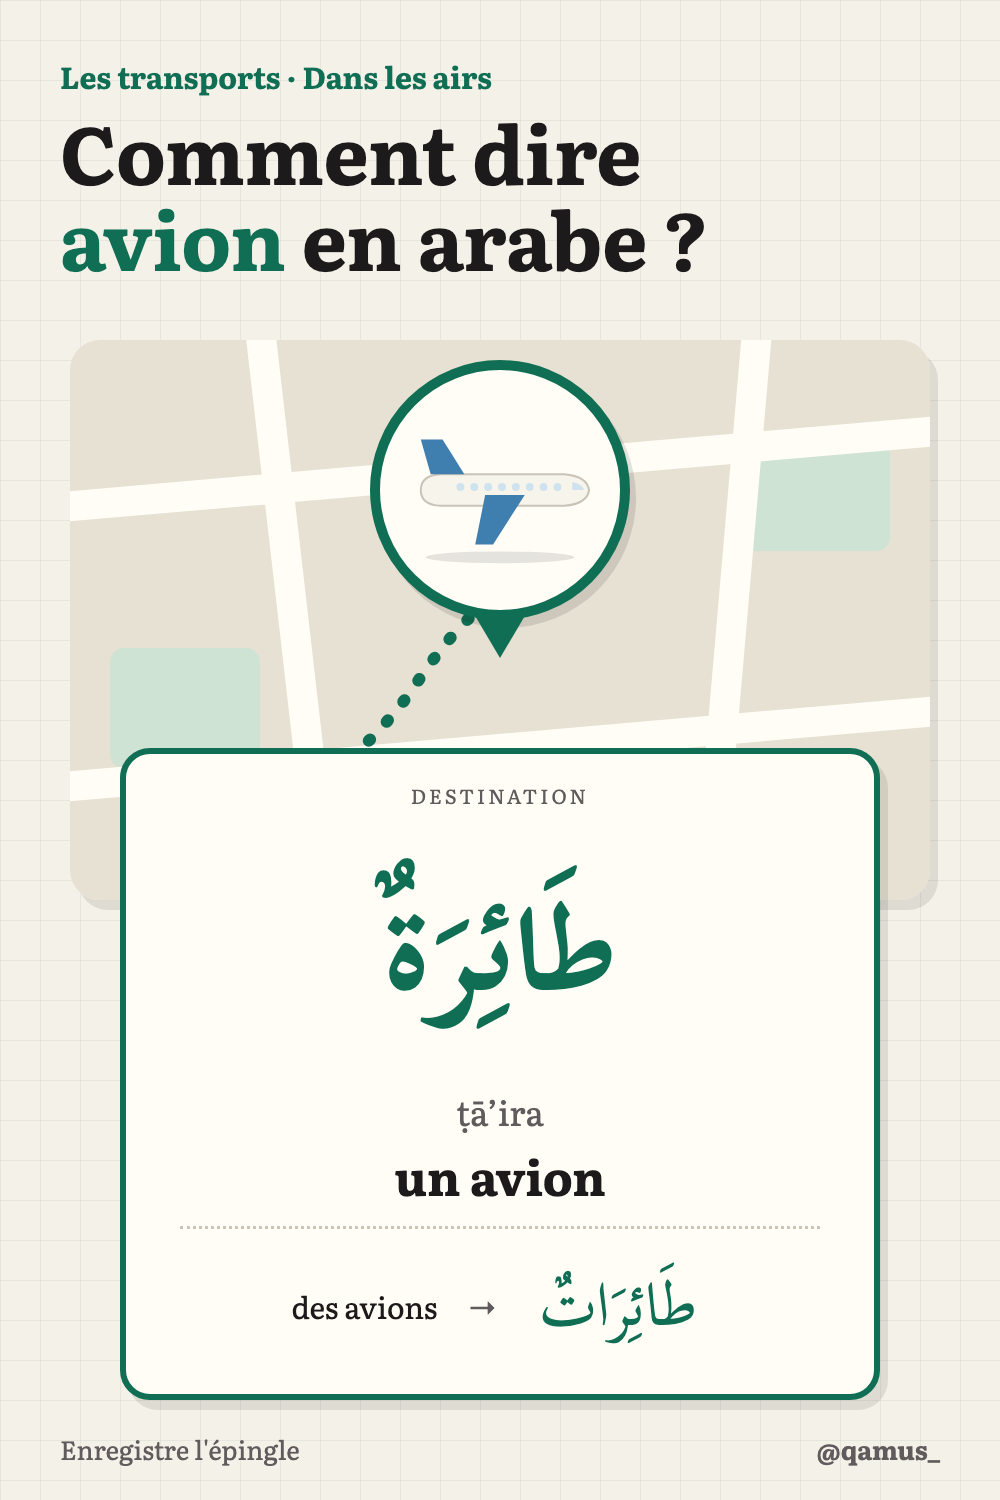 Les transports · Dans les airs
Comment dire
avion en arabe ?
DESTINATION
طَائِرَةٌ
ṭā’ira
un avion
des avions → طَائِرَاتٌ
Enregistre l'épingle
@qamus_